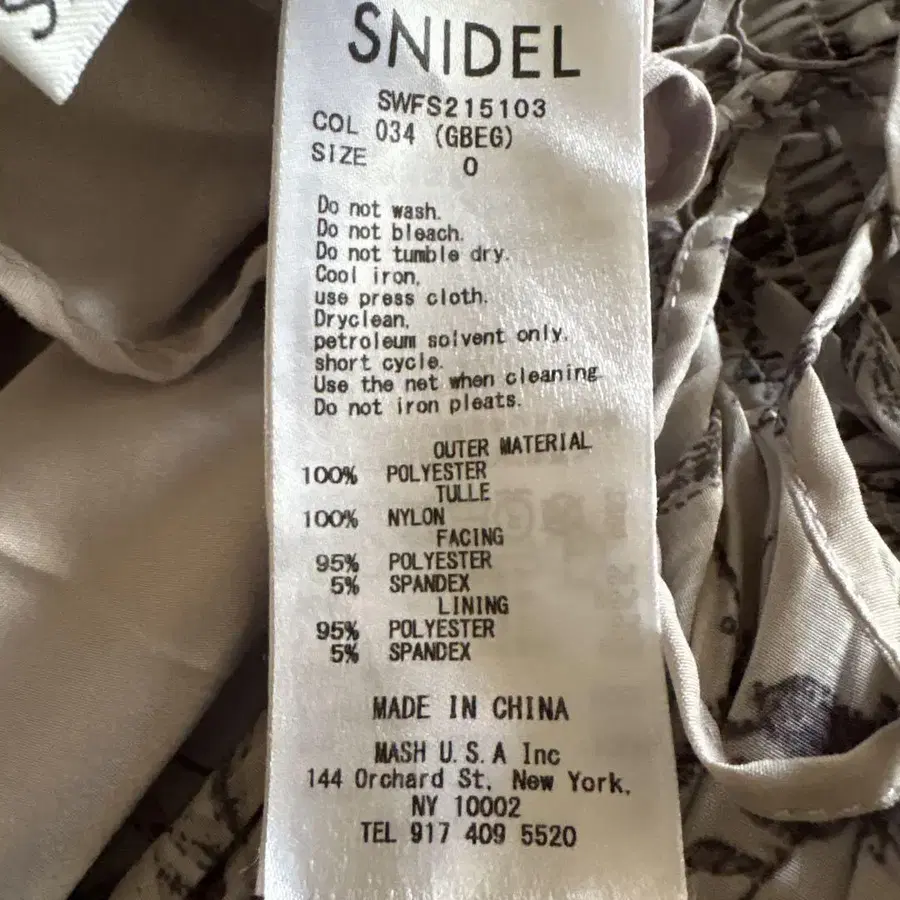 SNIDEL
SWFS215103
COL 034 (GBEG)
SIZE 0
Do not wash.
Do not bleach.
Do not tumble dry.
Cool iron,
use press cloth.
Dryclean,
petroleum solvent only,
short cycle.
Use the net when cleaning.
Do not iron pleats.
OUTER MATERIAL
100% POLYESTER
TULLE
100% NYLON
FACING
95% POLYESTER
5% SPANDEX
LINING
95% POLYESTER
5% SPANDEX
MADE IN CHINA
MASH U.S.A Inc
144 Orchard St, New York,
NY 10002
TEL 917 409 5520